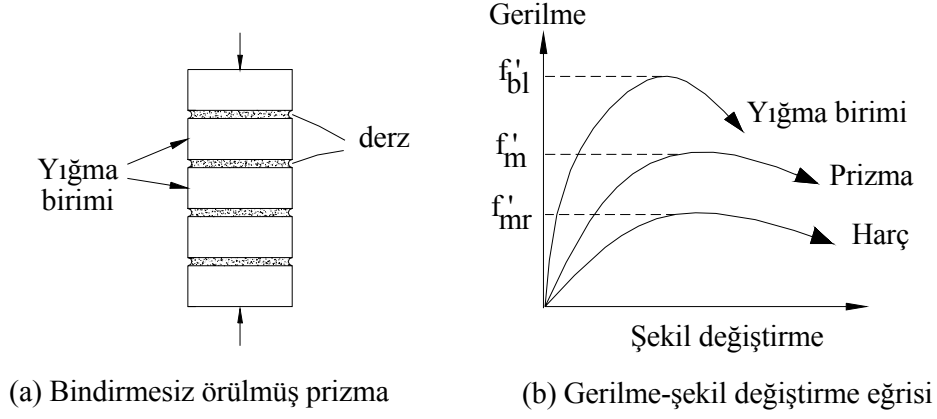 Yığma
birimi
derz
(a) Bindirmesiz örülmüş prizma
Gerilme
f'bl
f'm
f'mr
Yığma birimi
Prizma
Harç
Şekil değiştirme
(b) Gerilme-şekil değiştirme eğrisi